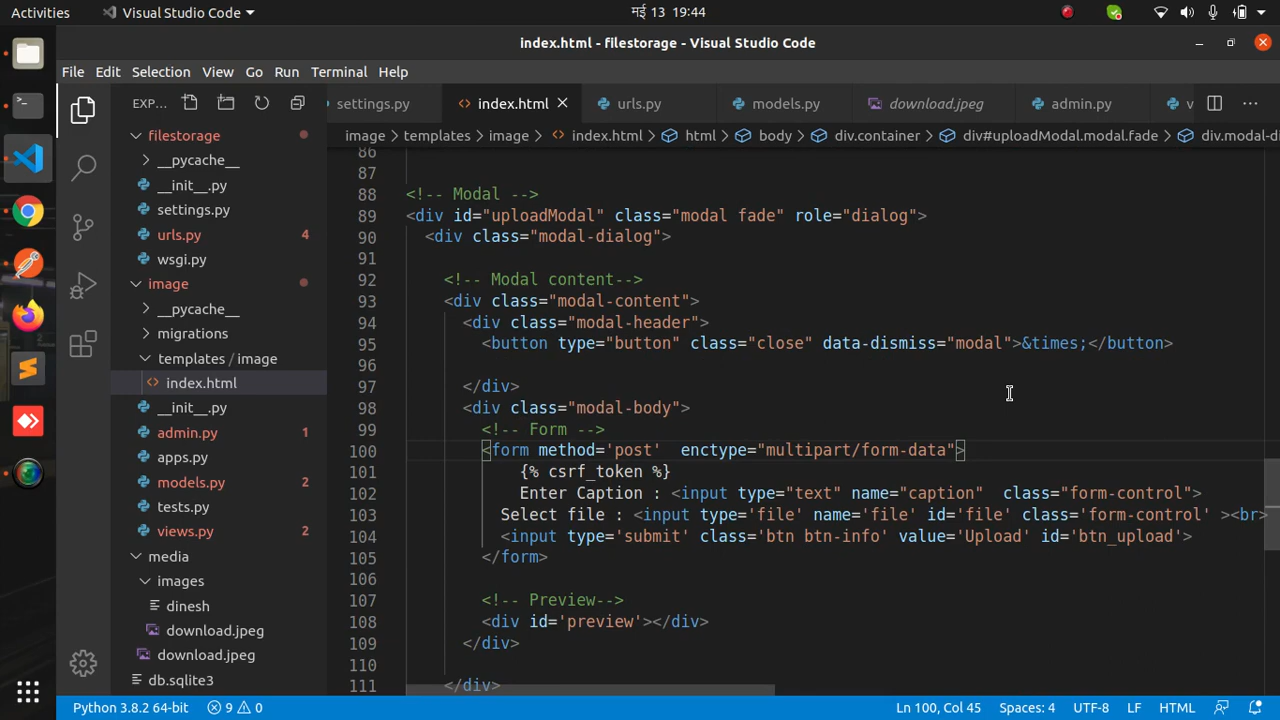 Activities
Visual Studio Code
मई 13 19:44
index.html - filestorage - Visual Studio Code
File Edit Selection View Go Run Terminal Help
EXP...
settings.py
index.html
urls.py
models.py
download.jpeg
admin.py
v
image
templates
image
index.html
html
body
div.container
div#uploadModal.modal.fade
div.modal-di
filestorage
__pycache__
__init__.py
settings.py
urls.py 4
wsgi.py
image
__pycache__
migrations
templates / image
index.html
__init__.py
admin.py 1
apps.py
models.py 2
tests.py
views.py 2
media
images
dinesh
download.jpeg
download.jpeg
db.sqlite3
86
87
88 <!-- Modal -->
89 <div id="uploadModal" class="modal fade" role="dialog">
90 <div class="modal-dialog">
91
92 <!-- Modal content-->
93 <div class="modal-content">
94 <div class="modal-header">
95 <button type="button" class="close" data-dismiss="modal">&times;</button>
96
97 </div>
98 <div class="modal-body">
99 <!-- Form -->
100 <form method='post'  enctype="multipart/form-data">
101 {% csrf_token %}
102 Enter Caption : <input type="text" name="caption"  class="form-control">
103 Select file : <input type='file' name='file' id='file' class='form-control' ><br>
104 <input type='submit' class='btn btn-info' value='Upload' id='btn_upload'>
105 </form>
106
107 <!-- Preview-->
108 <div id='preview'></div>
109 </div>
110
111 </div>
Python 3.8.2 64-bit
9 0
Ln 100, Col 45
Spaces: 4
UTF-8
LF
HTML